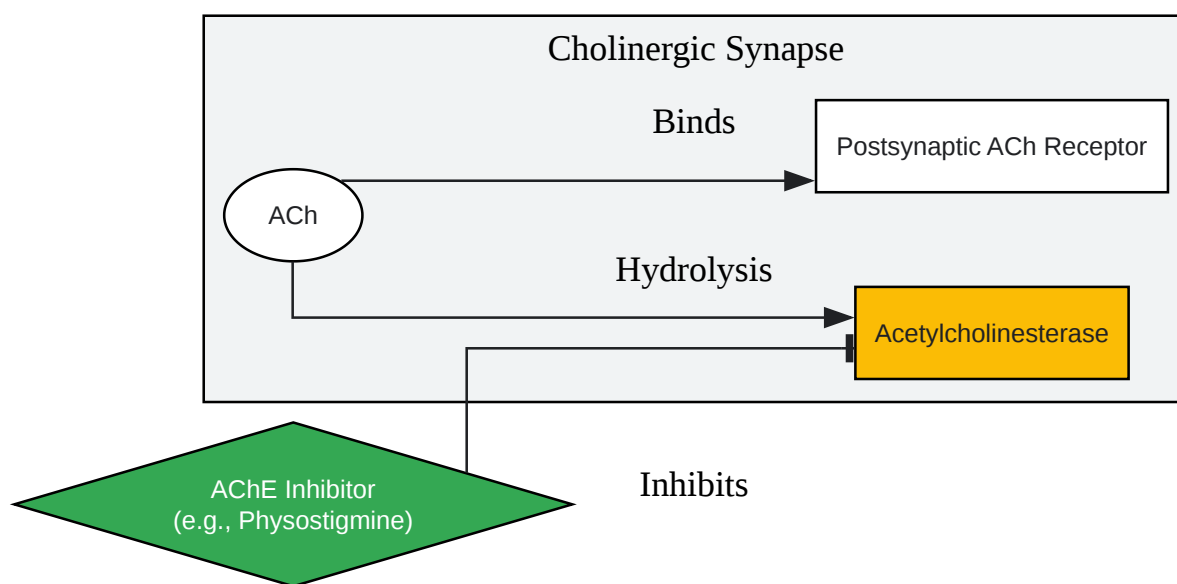 Cholinergic Synapse
Binds
Postsynaptic ACh Receptor
ACh
Hydrolysis
Acetylcholinesterase
AChE Inhibitor
(e.g., Physostigmine)
Inhibits